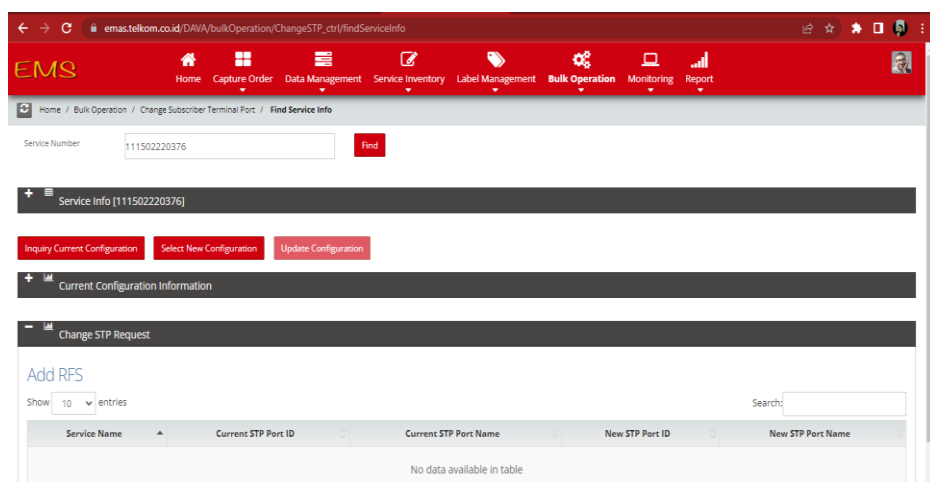 emas.telkom.co.id/DAVA/bulkOperation/ChangeSTP_ctrl/findServiceInfo
EMS
Home Capture Order Data Management Service Inventory Label Management Bulk Operation Monitoring Report
Home / Bulk Operation / Change Subscriber Terminal Port / Find Service Info
Service Number 111502220376 Find
Service Info [111502220376]
Inquiry Current Configuration Select New Configuration Update Configuration
Current Configuration Information
Change STP Request
Add RFS
Show 10 entries Search:
Service Name Current STP Port ID Current STP Port Name New STP Port ID New STP Port Name
No data available in table